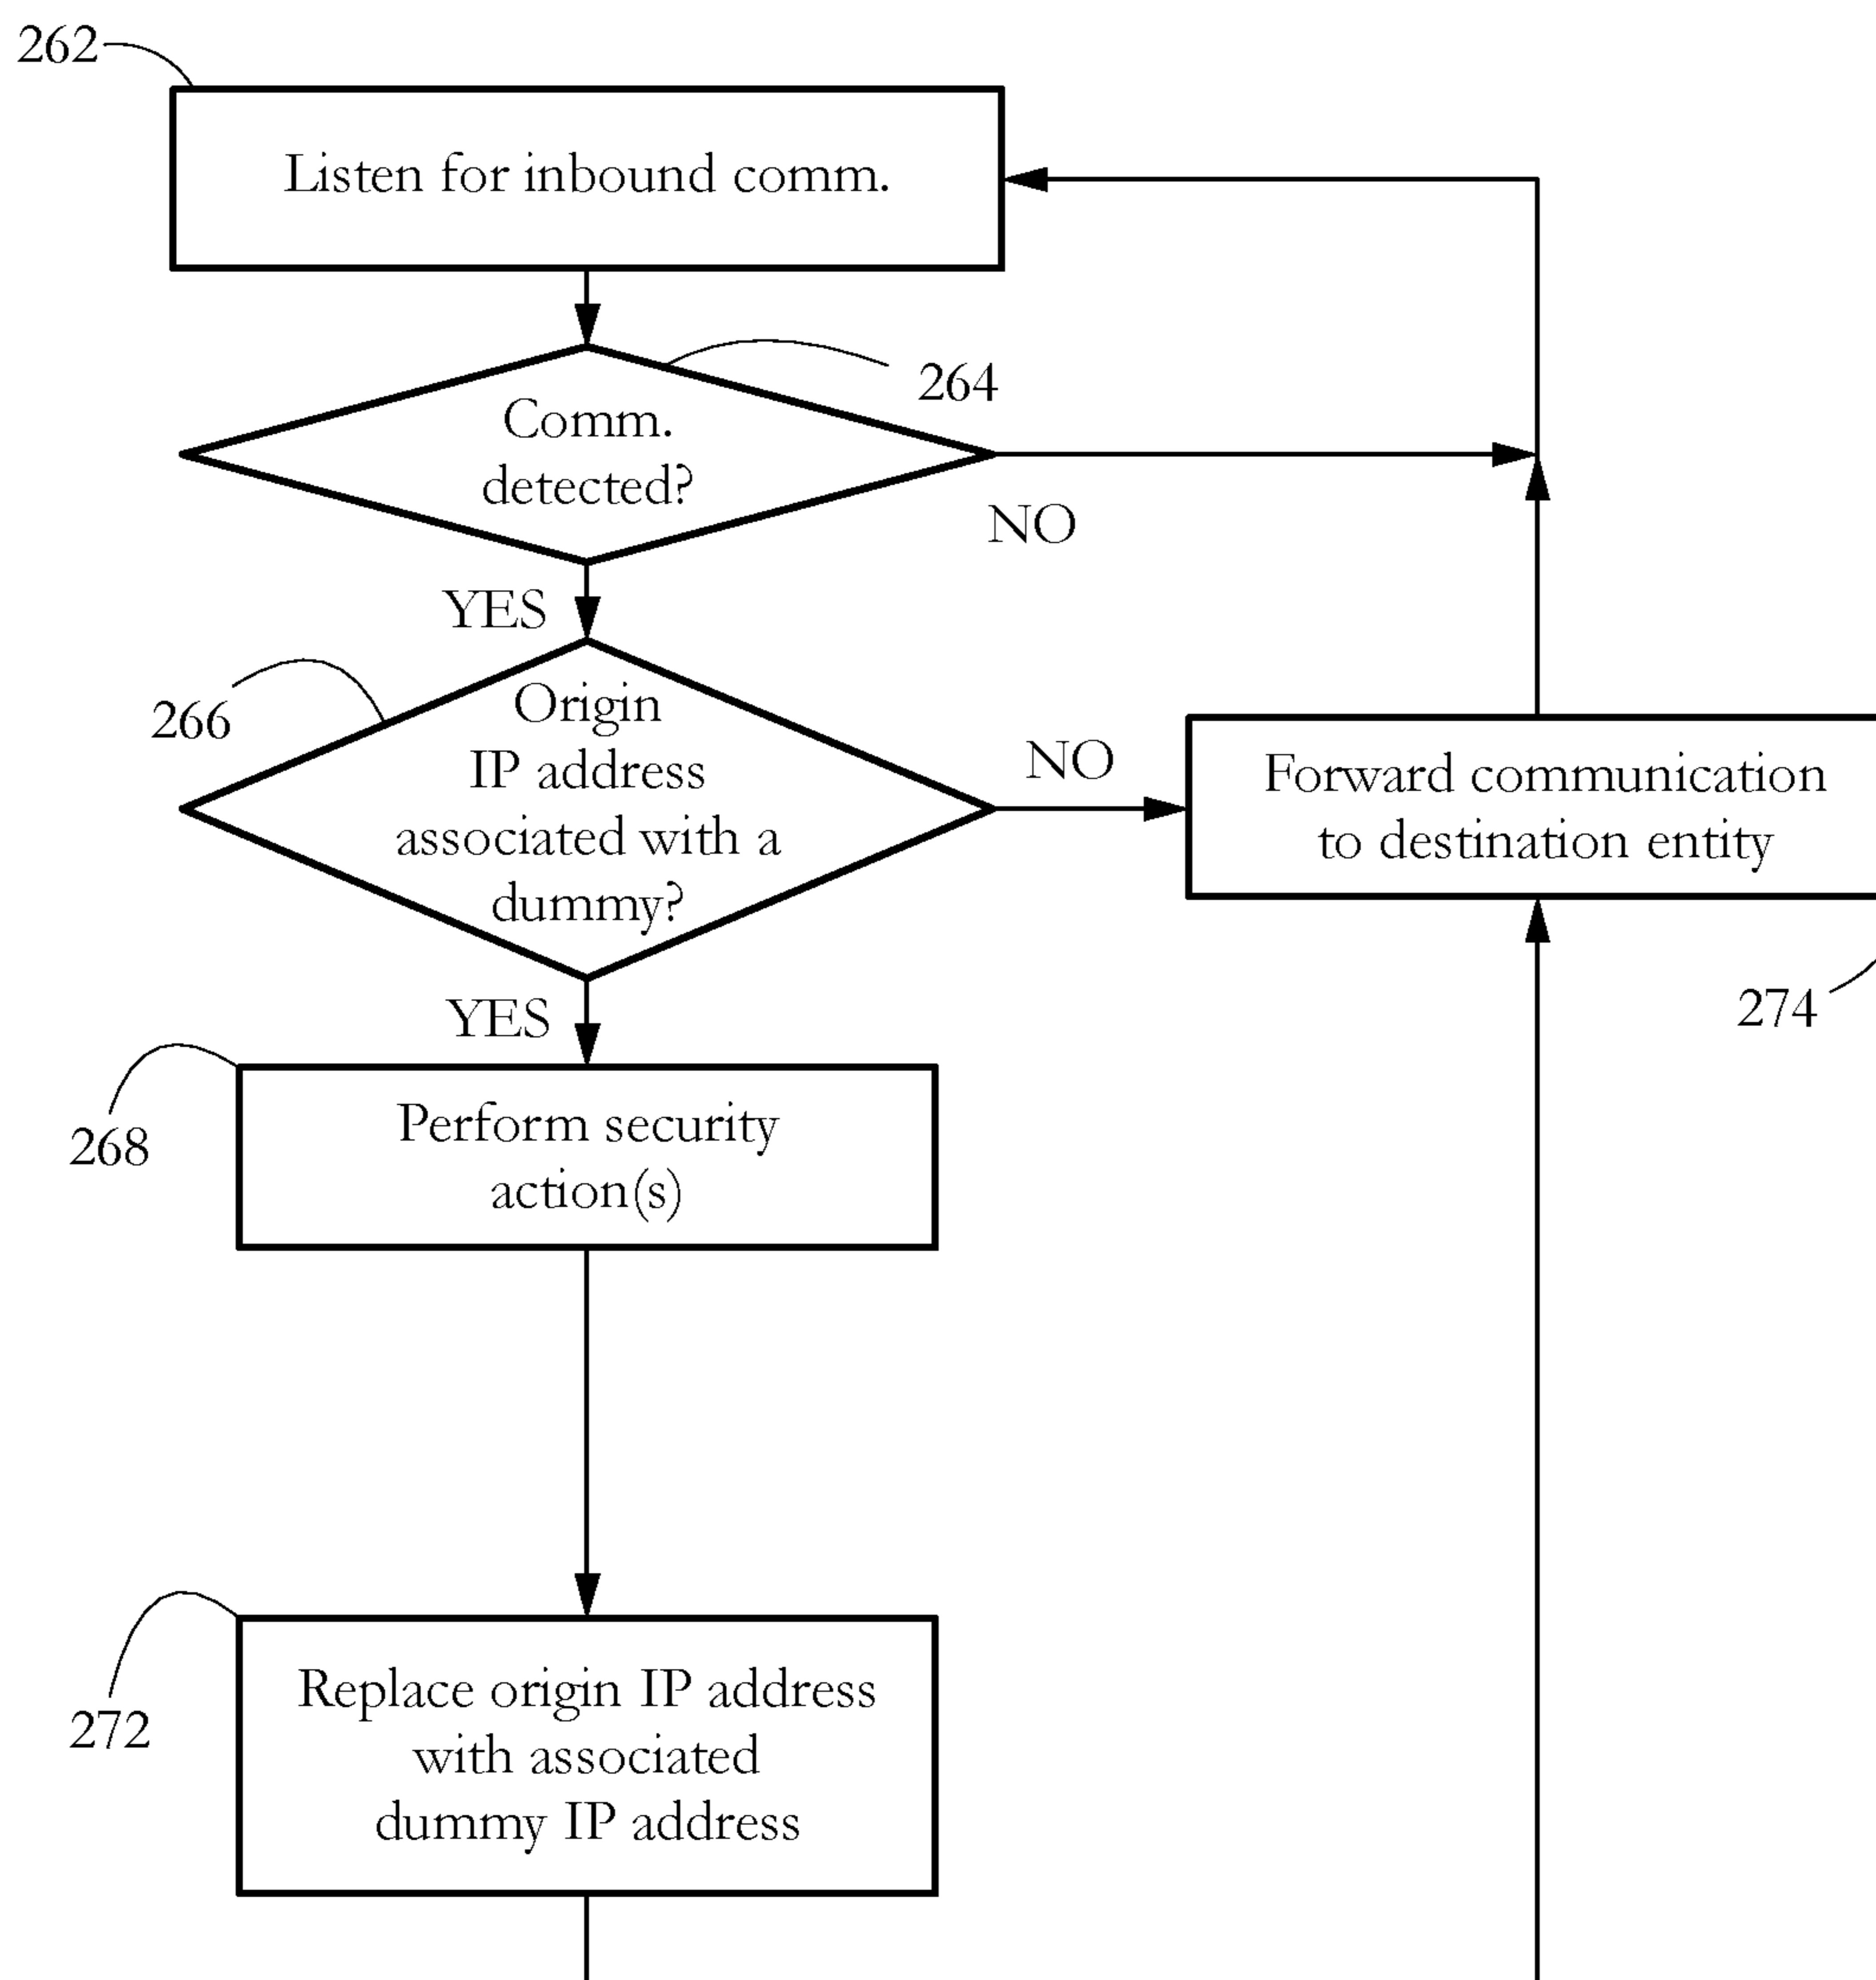 262
Listen for inbound comm.
264
Comm.
detected?
NO
YES
266
Origin
IP address
associated with a
dummy?
NO
Forward communication
to destination entity
274
YES
268
Perform security
action(s)
272
Replace origin IP address
with associated
dummy IP address